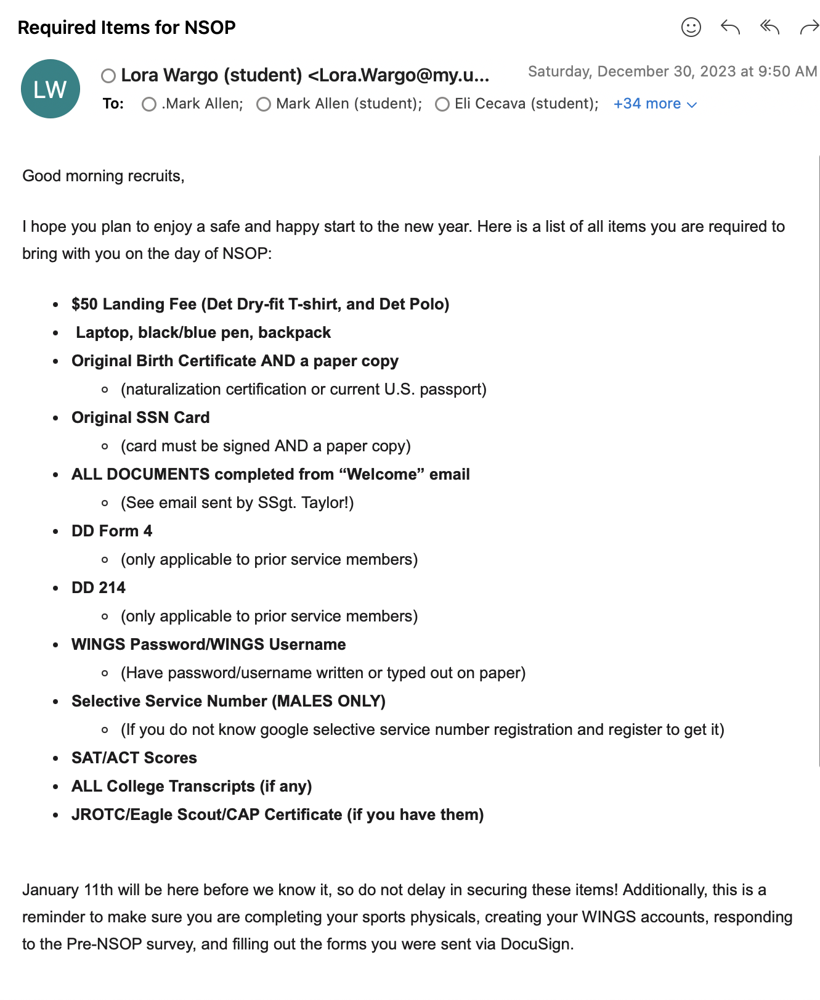 Required Items for NSOP
LW
Lora Wargo (student) <Lora.Wargo@my.u...
Saturday, December 30, 2023 at 9:50 AM
To: .Mark Allen; Mark Allen (student); Eli Cecava (student); +34 more
Good morning recruits,
I hope you plan to enjoy a safe and happy start to the new year. Here is a list of all items you are required to
bring with you on the day of NSOP:
• $50 Landing Fee (Det Dry-fit T-shirt, and Det Polo)
• Laptop, black/blue pen, backpack
• Original Birth Certificate AND a paper copy
◦ (naturalization certification or current U.S. passport)
• Original SSN Card
◦ (card must be signed AND a paper copy)
• ALL DOCUMENTS completed from “Welcome” email
◦ (See email sent by SSgt. Taylor!)
• DD Form 4
◦ (only applicable to prior service members)
• DD 214
◦ (only applicable to prior service members)
• WINGS Password/WINGS Username
◦ (Have password/username written or typed out on paper)
• Selective Service Number (MALES ONLY)
◦ (If you do not know google selective service number registration and register to get it)
• SAT/ACT Scores
• ALL College Transcripts (if any)
• JROTC/Eagle Scout/CAP Certificate (if you have them)
January 11th will be here before we know it, so do not delay in securing these items! Additionally, this is a
reminder to make sure you are completing your sports physicals, creating your WINGS accounts, responding
to the Pre-NSOP survey, and filling out the forms you were sent via DocuSign.